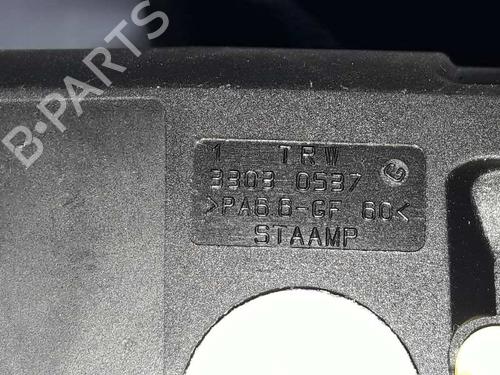 B-PARTS
1 TRW
3303 0537
>PA6.6-GF 60<
STAAMP